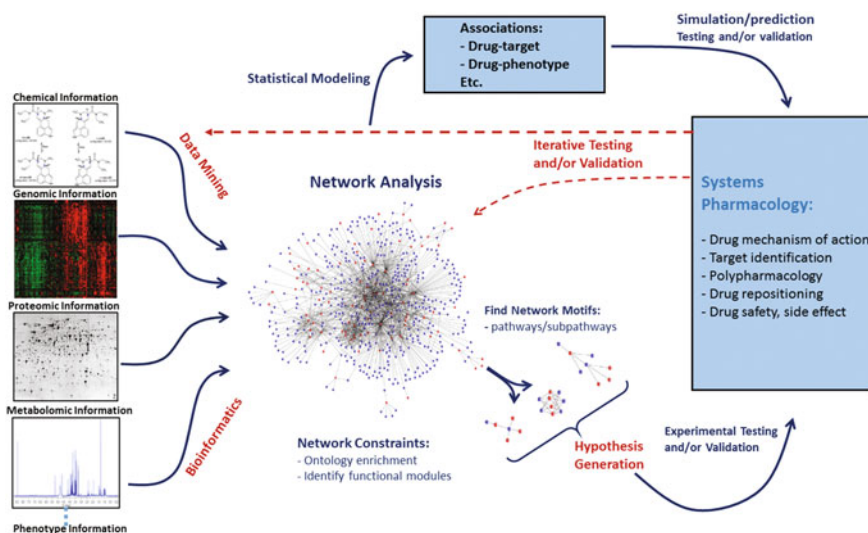 Associations:
- Drug-target
- Drug-phenotype
Etc.
Simulation/prediction
Testing and/or validation
Statistical Modeling
Chemical Information
Data Mining
Iterative Testing
and/or Validation
Network Analysis
Systems
Pharmacology:
- Drug mechanism of action
- Target identification
- Polypharmacology
- Drug repositioning
- Drug safety, side effect
Genomic Information
Proteomic Information
Find Network Motifs:
- pathways/subpathways
Metabolomic Information
Bioinformatics
Network Constraints:
- Ontology enrichment
- Identify functional modules
Hypothesis
Generation
Experimental Testing
and/or Validation
Phenotype Information